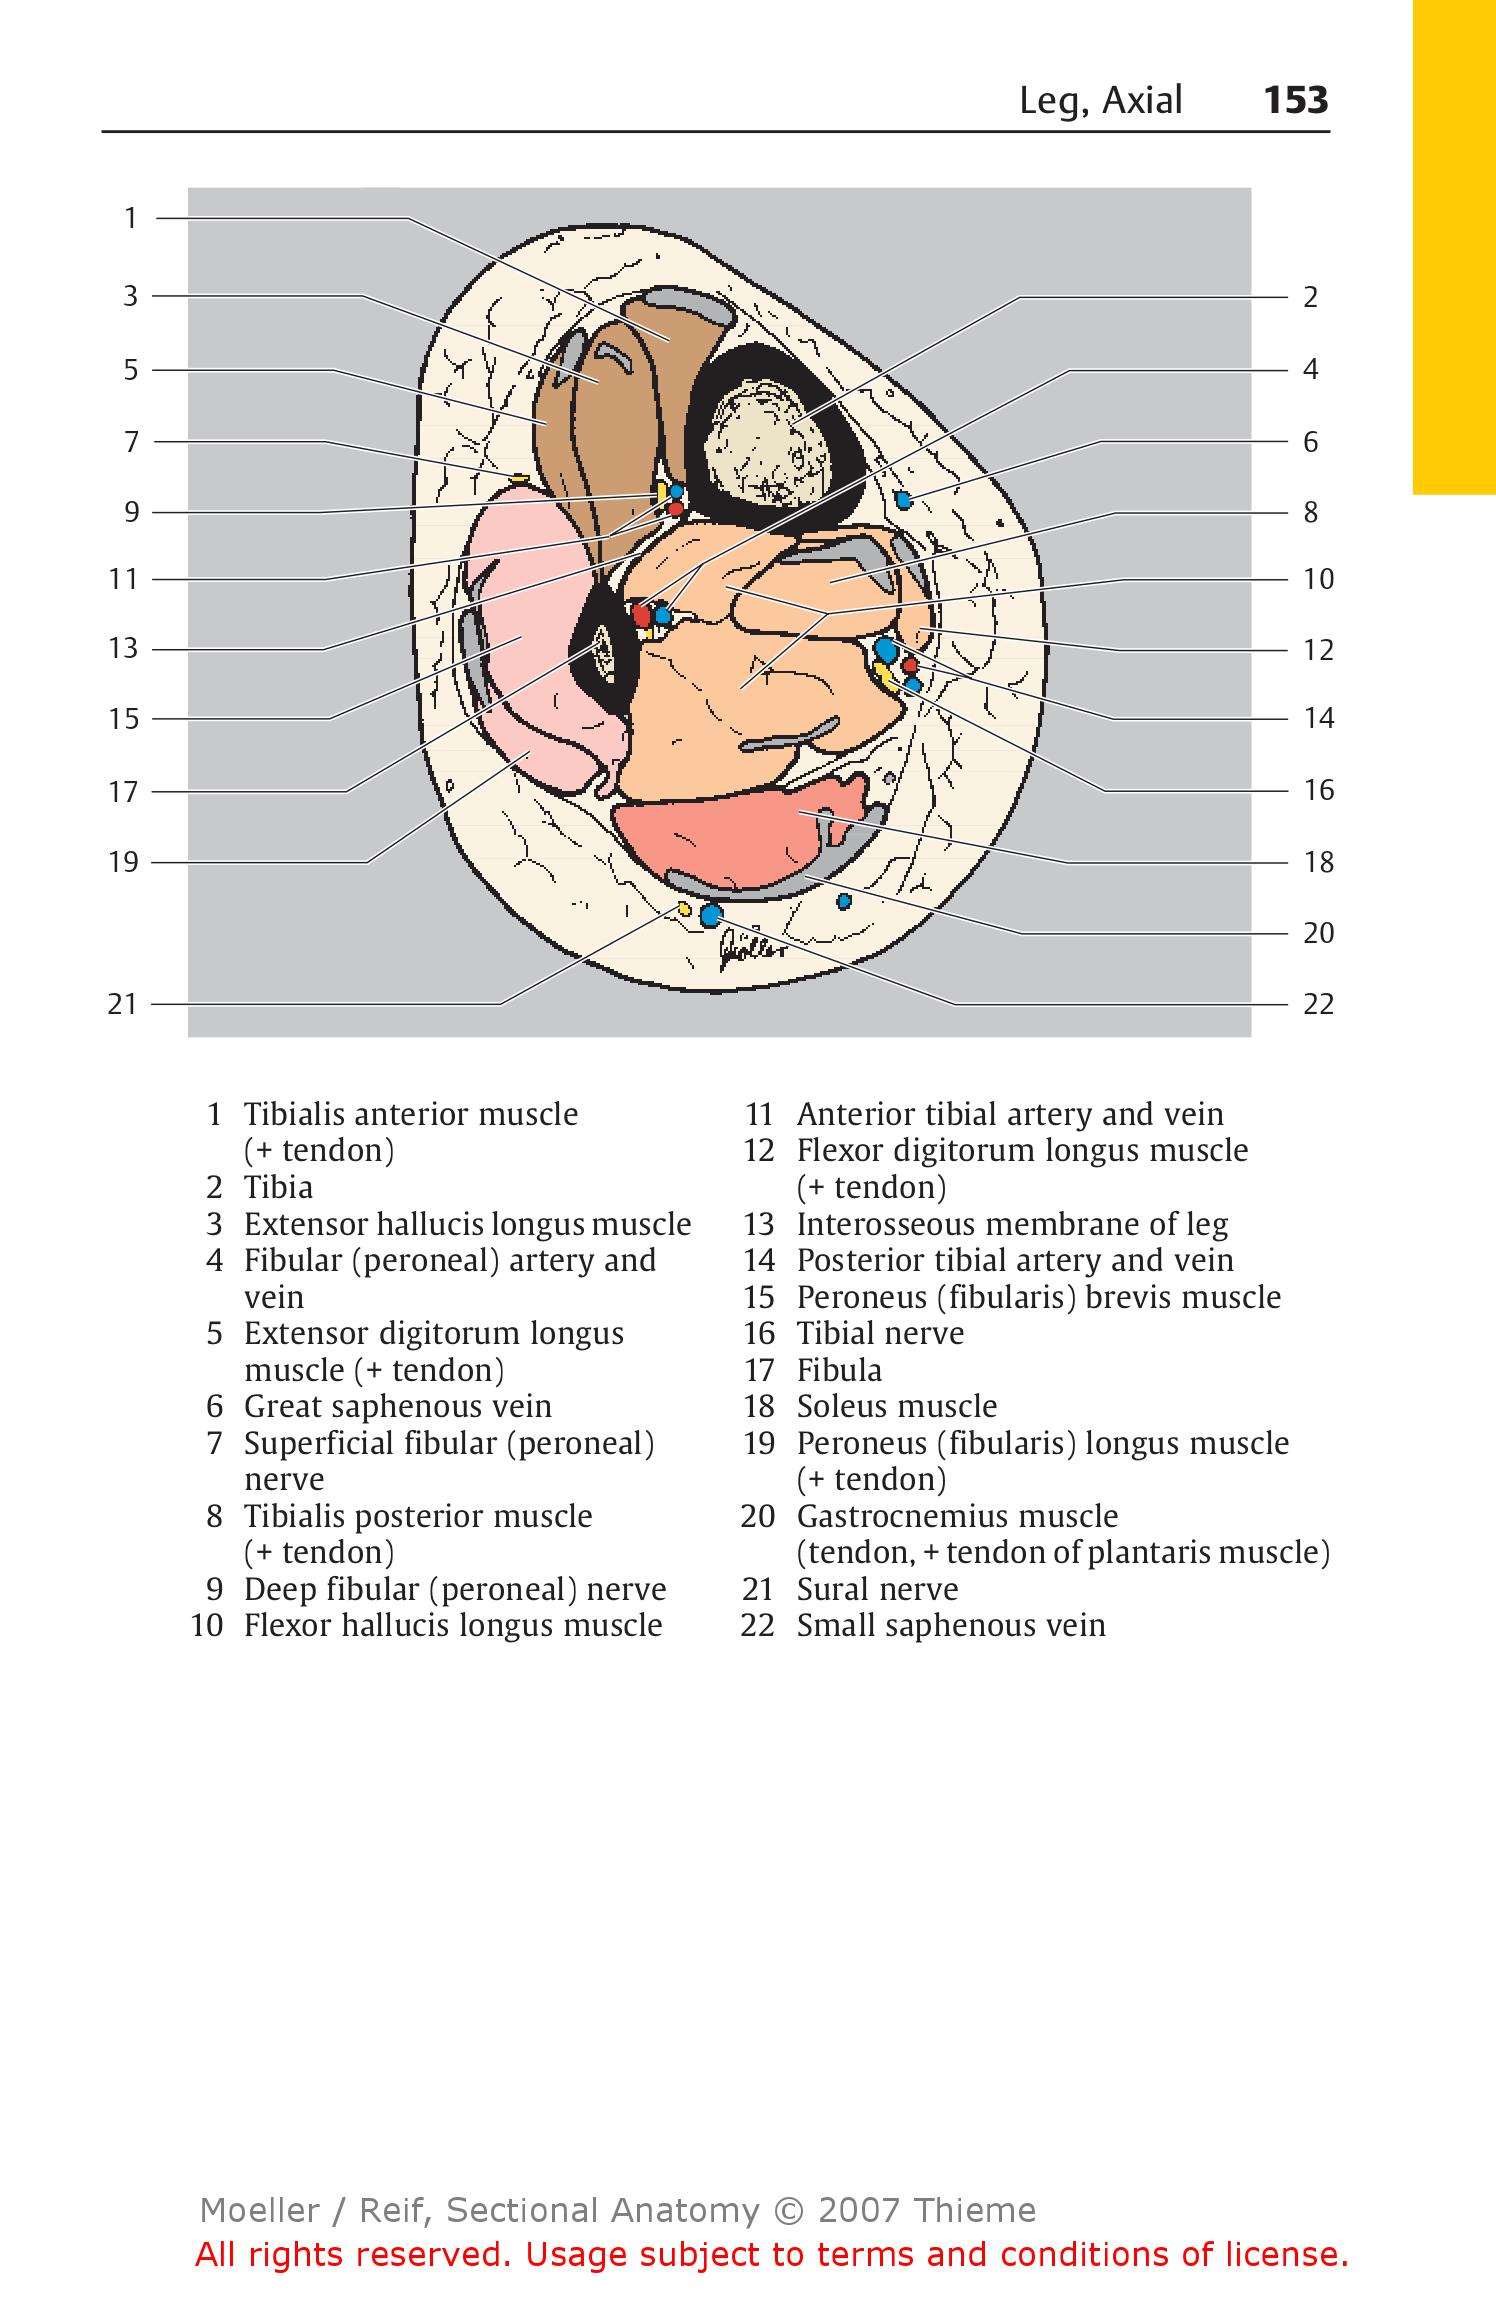 Leg, Axial 153
1
3
5
7
9
11
13
15
17
19
21
2
4
6
8
10
12
14
16
18
20
22
1 Tibialis anterior muscle
(+ tendon)
2 Tibia
3 Extensor hallucis longus muscle
4 Fibular (peroneal) artery and
vein
5 Extensor digitorum longus
muscle (+ tendon)
6 Great saphenous vein
7 Superficial fibular (peroneal)
nerve
8 Tibialis posterior muscle
(+ tendon)
9 Deep fibular (peroneal) nerve
10 Flexor hallucis longus muscle
11 Anterior tibial artery and vein
12 Flexor digitorum longus muscle
(+ tendon)
13 Interosseous membrane of leg
14 Posterior tibial artery and vein
15 Peroneus (fibularis) brevis muscle
16 Tibial nerve
17 Fibula
18 Soleus muscle
19 Peroneus (fibularis) longus muscle
(+ tendon)
20 Gastrocnemius muscle
(tendon, + tendon of plantaris muscle)
21 Sural nerve
22 Small saphenous vein
Moeller / Reif, Sectional Anatomy © 2007 Thieme
All rights reserved. Usage subject to terms and conditions of license.